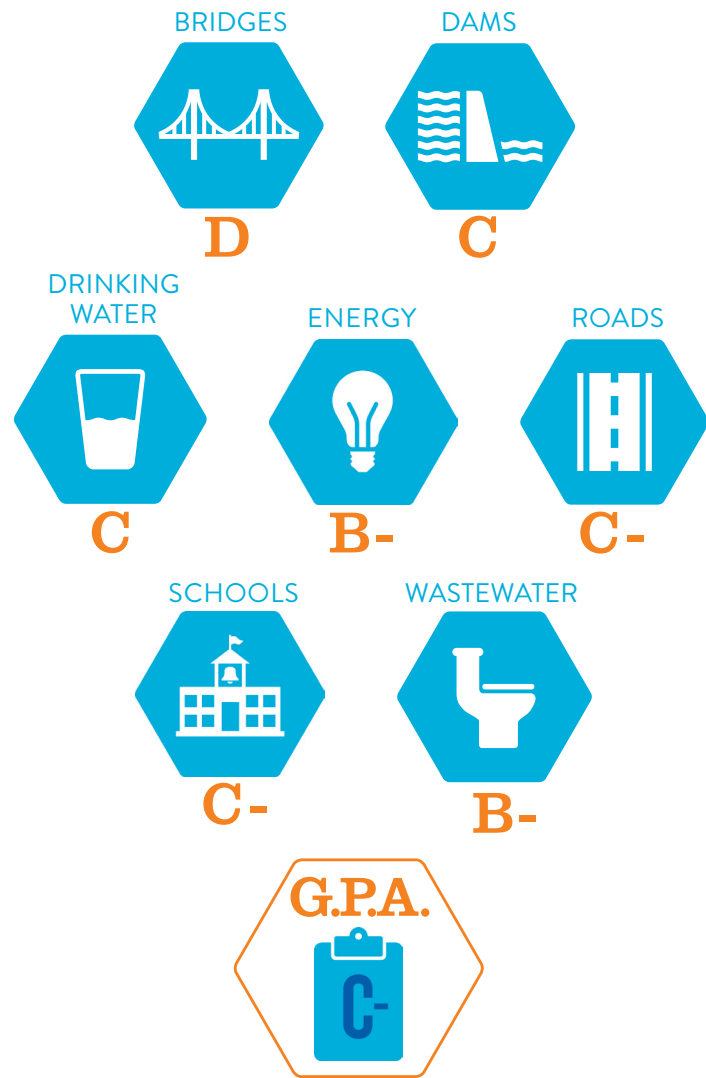 BRIDGES
DAMS
D
C
DRINKING
WATER
ENERGY
ROADS
C
B-
C-
SCHOOLS
WASTEWATER
C-
B-
G.P.A.
C-